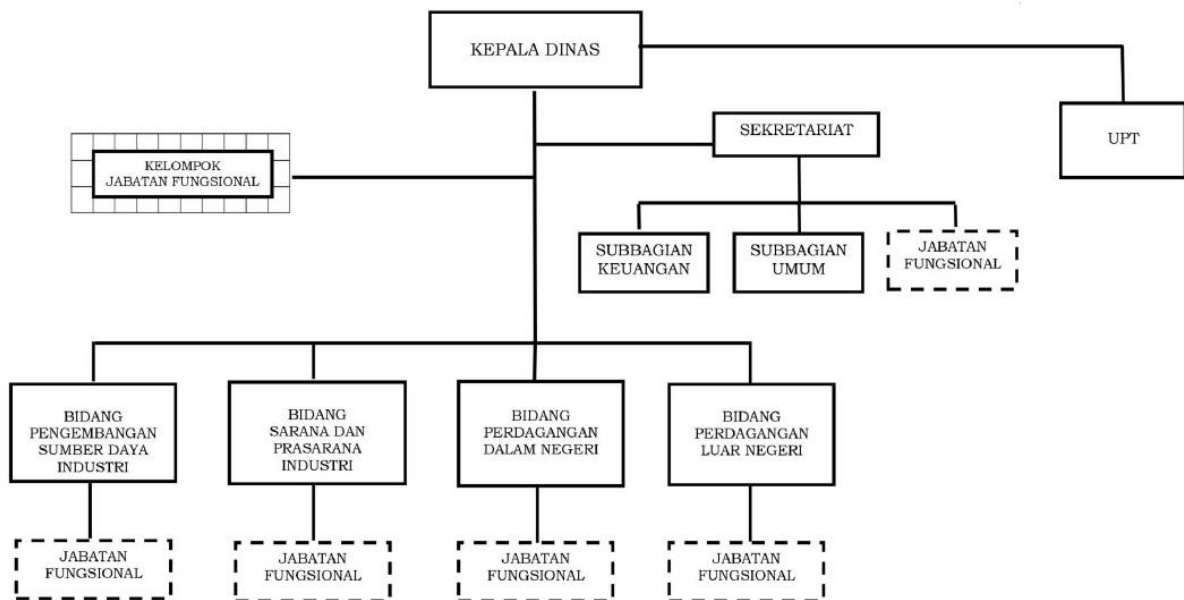 KEPALA DINAS
SEKRETARIAT
UPT
KELOMPOK
JABATAN FUNGSIONAL
SUBBAGIAN
KEUANGAN
SUBBAGIAN
UMUM
JABATAN
FUNGSIONAL
BIDANG
PENGEMBANGAN
SUMBER DAYA
INDUSTRI
BIDANG
SARANA DAN
PRASARANA
INDUSTRI
BIDANG
PERDAGANGAN
DALAM NEGERI
BIDANG
PERDAGANGAN
LUAR NEGERI
JABATAN
FUNGSIONAL
JABATAN
FUNGSIONAL
JABATAN
FUNGSIONAL
JABATAN
FUNGSIONAL